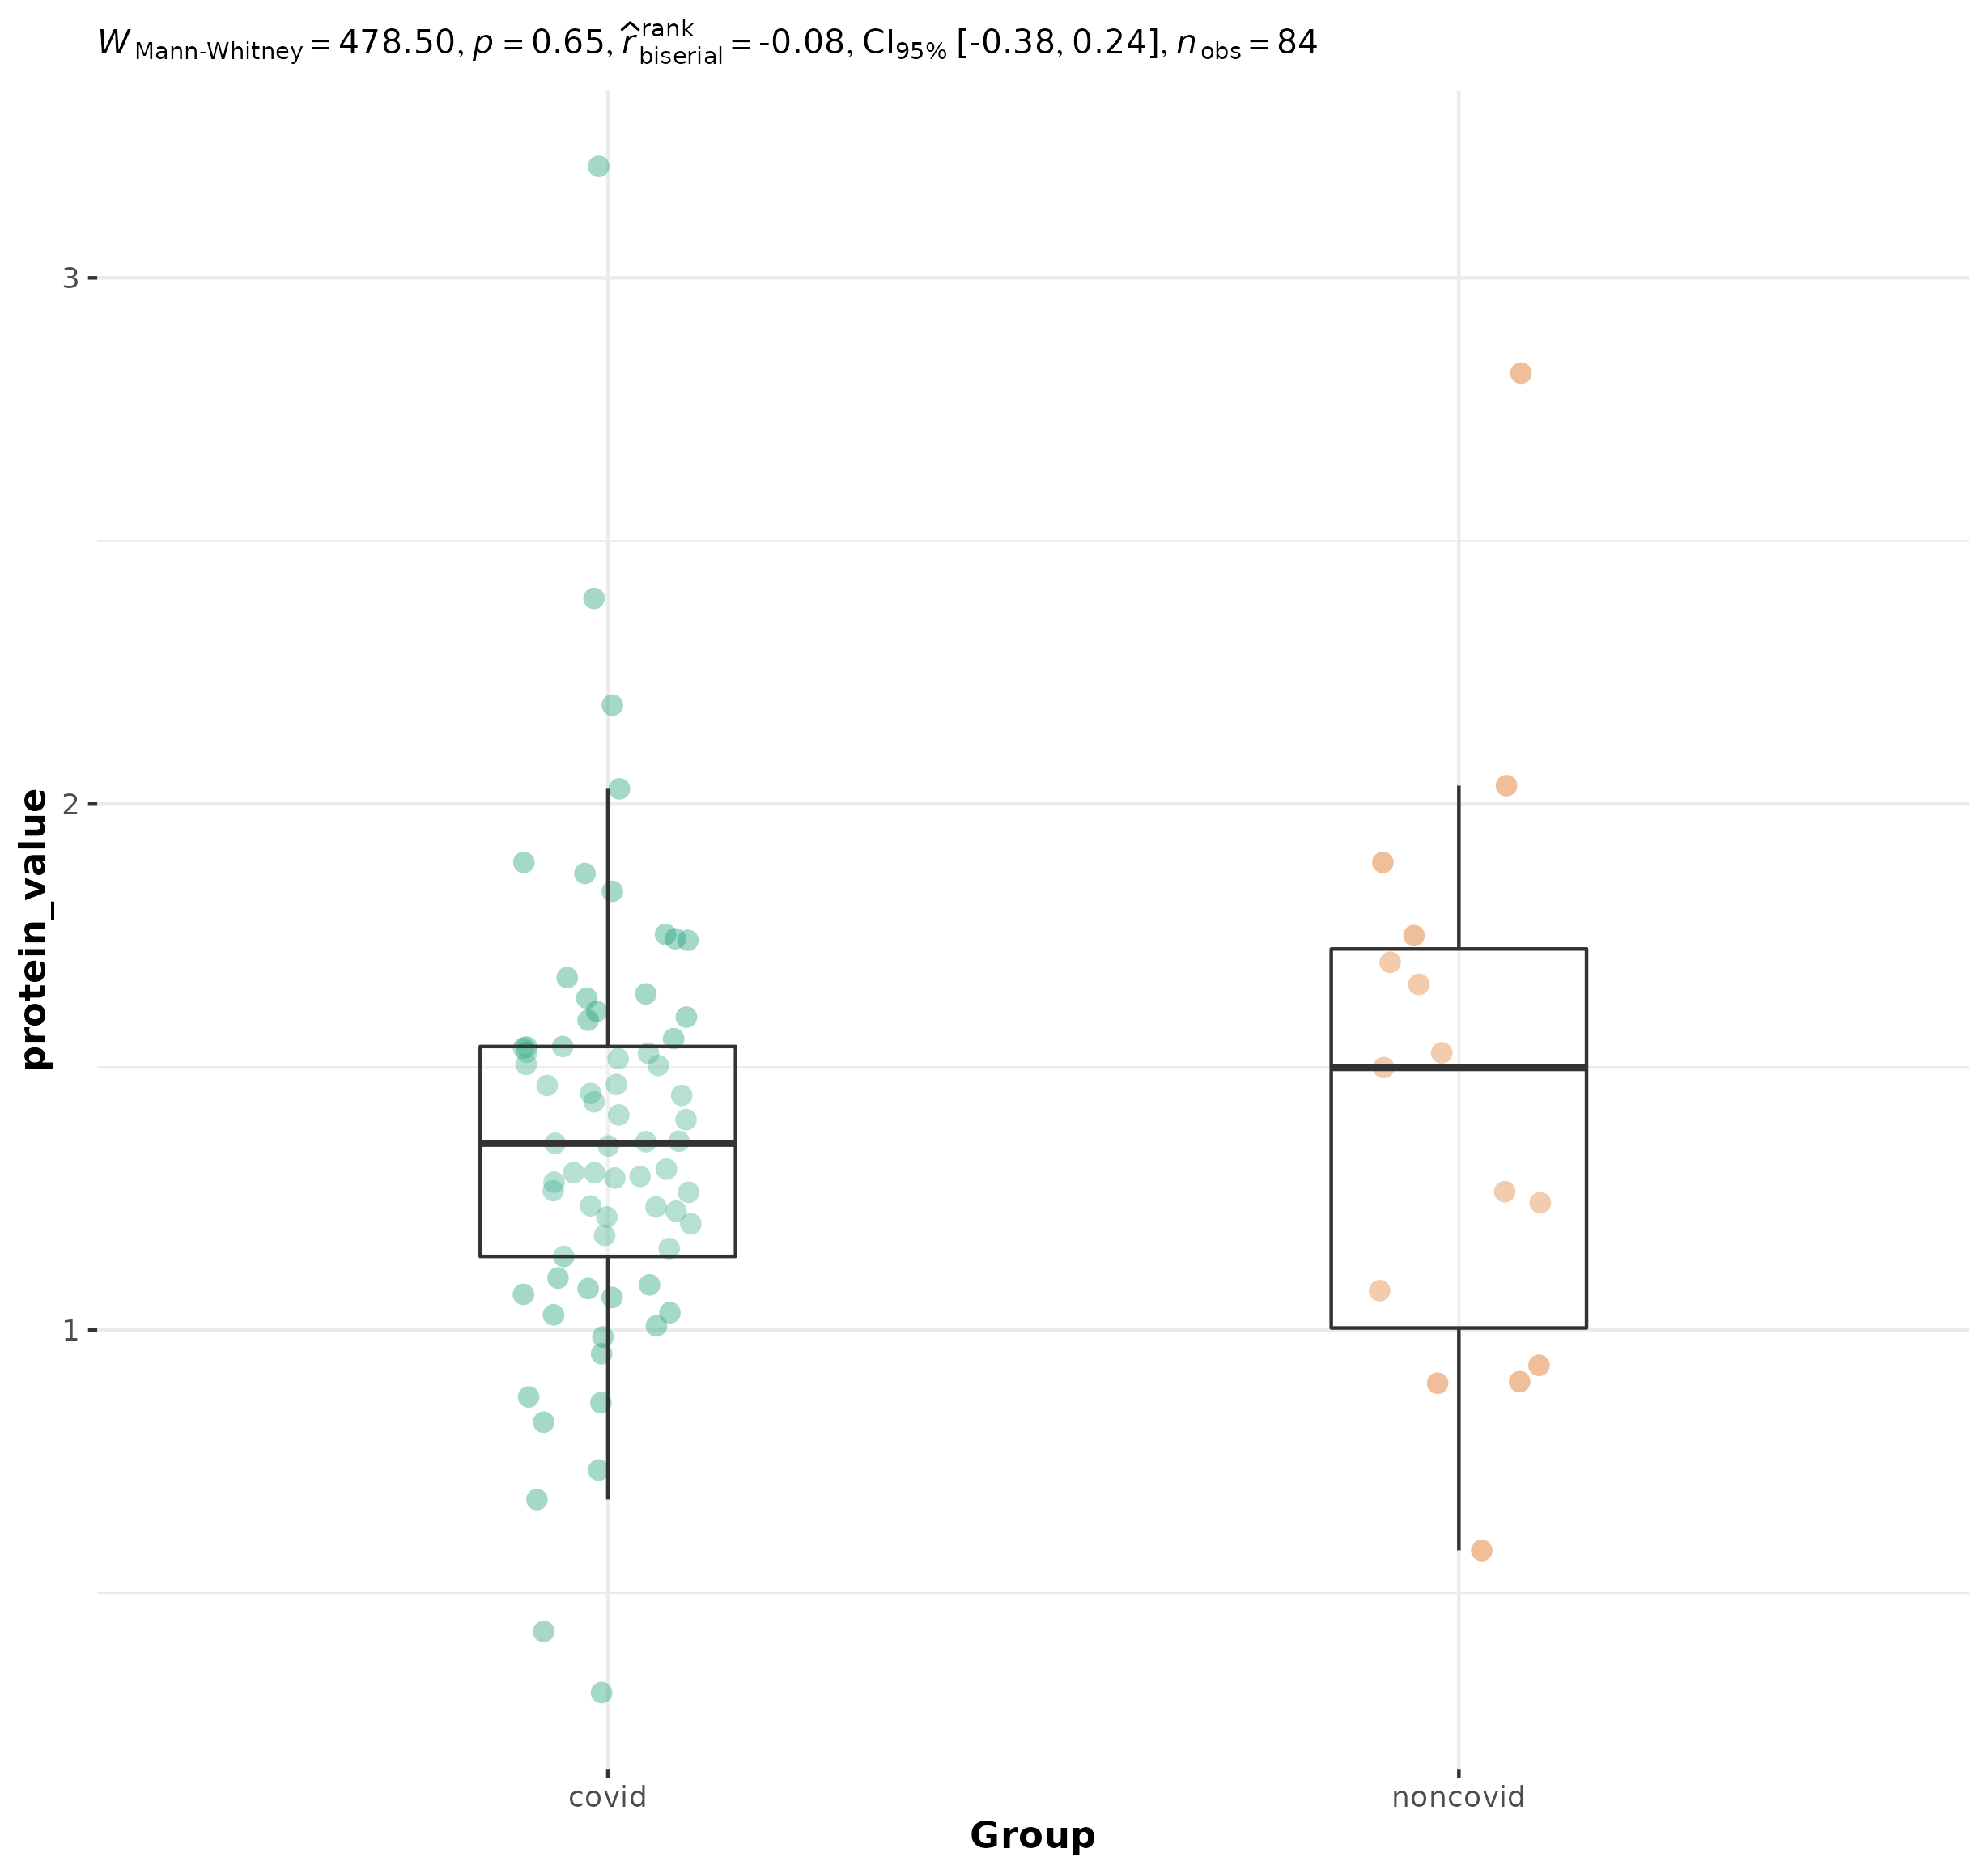 W Mann-Whitney = 478.50, p = 0.65, r̂ rank biserial = -0.08, CI95% [-0.38, 0.24], n obs = 84
3
2
1
protein_value
covid noncovid
Group